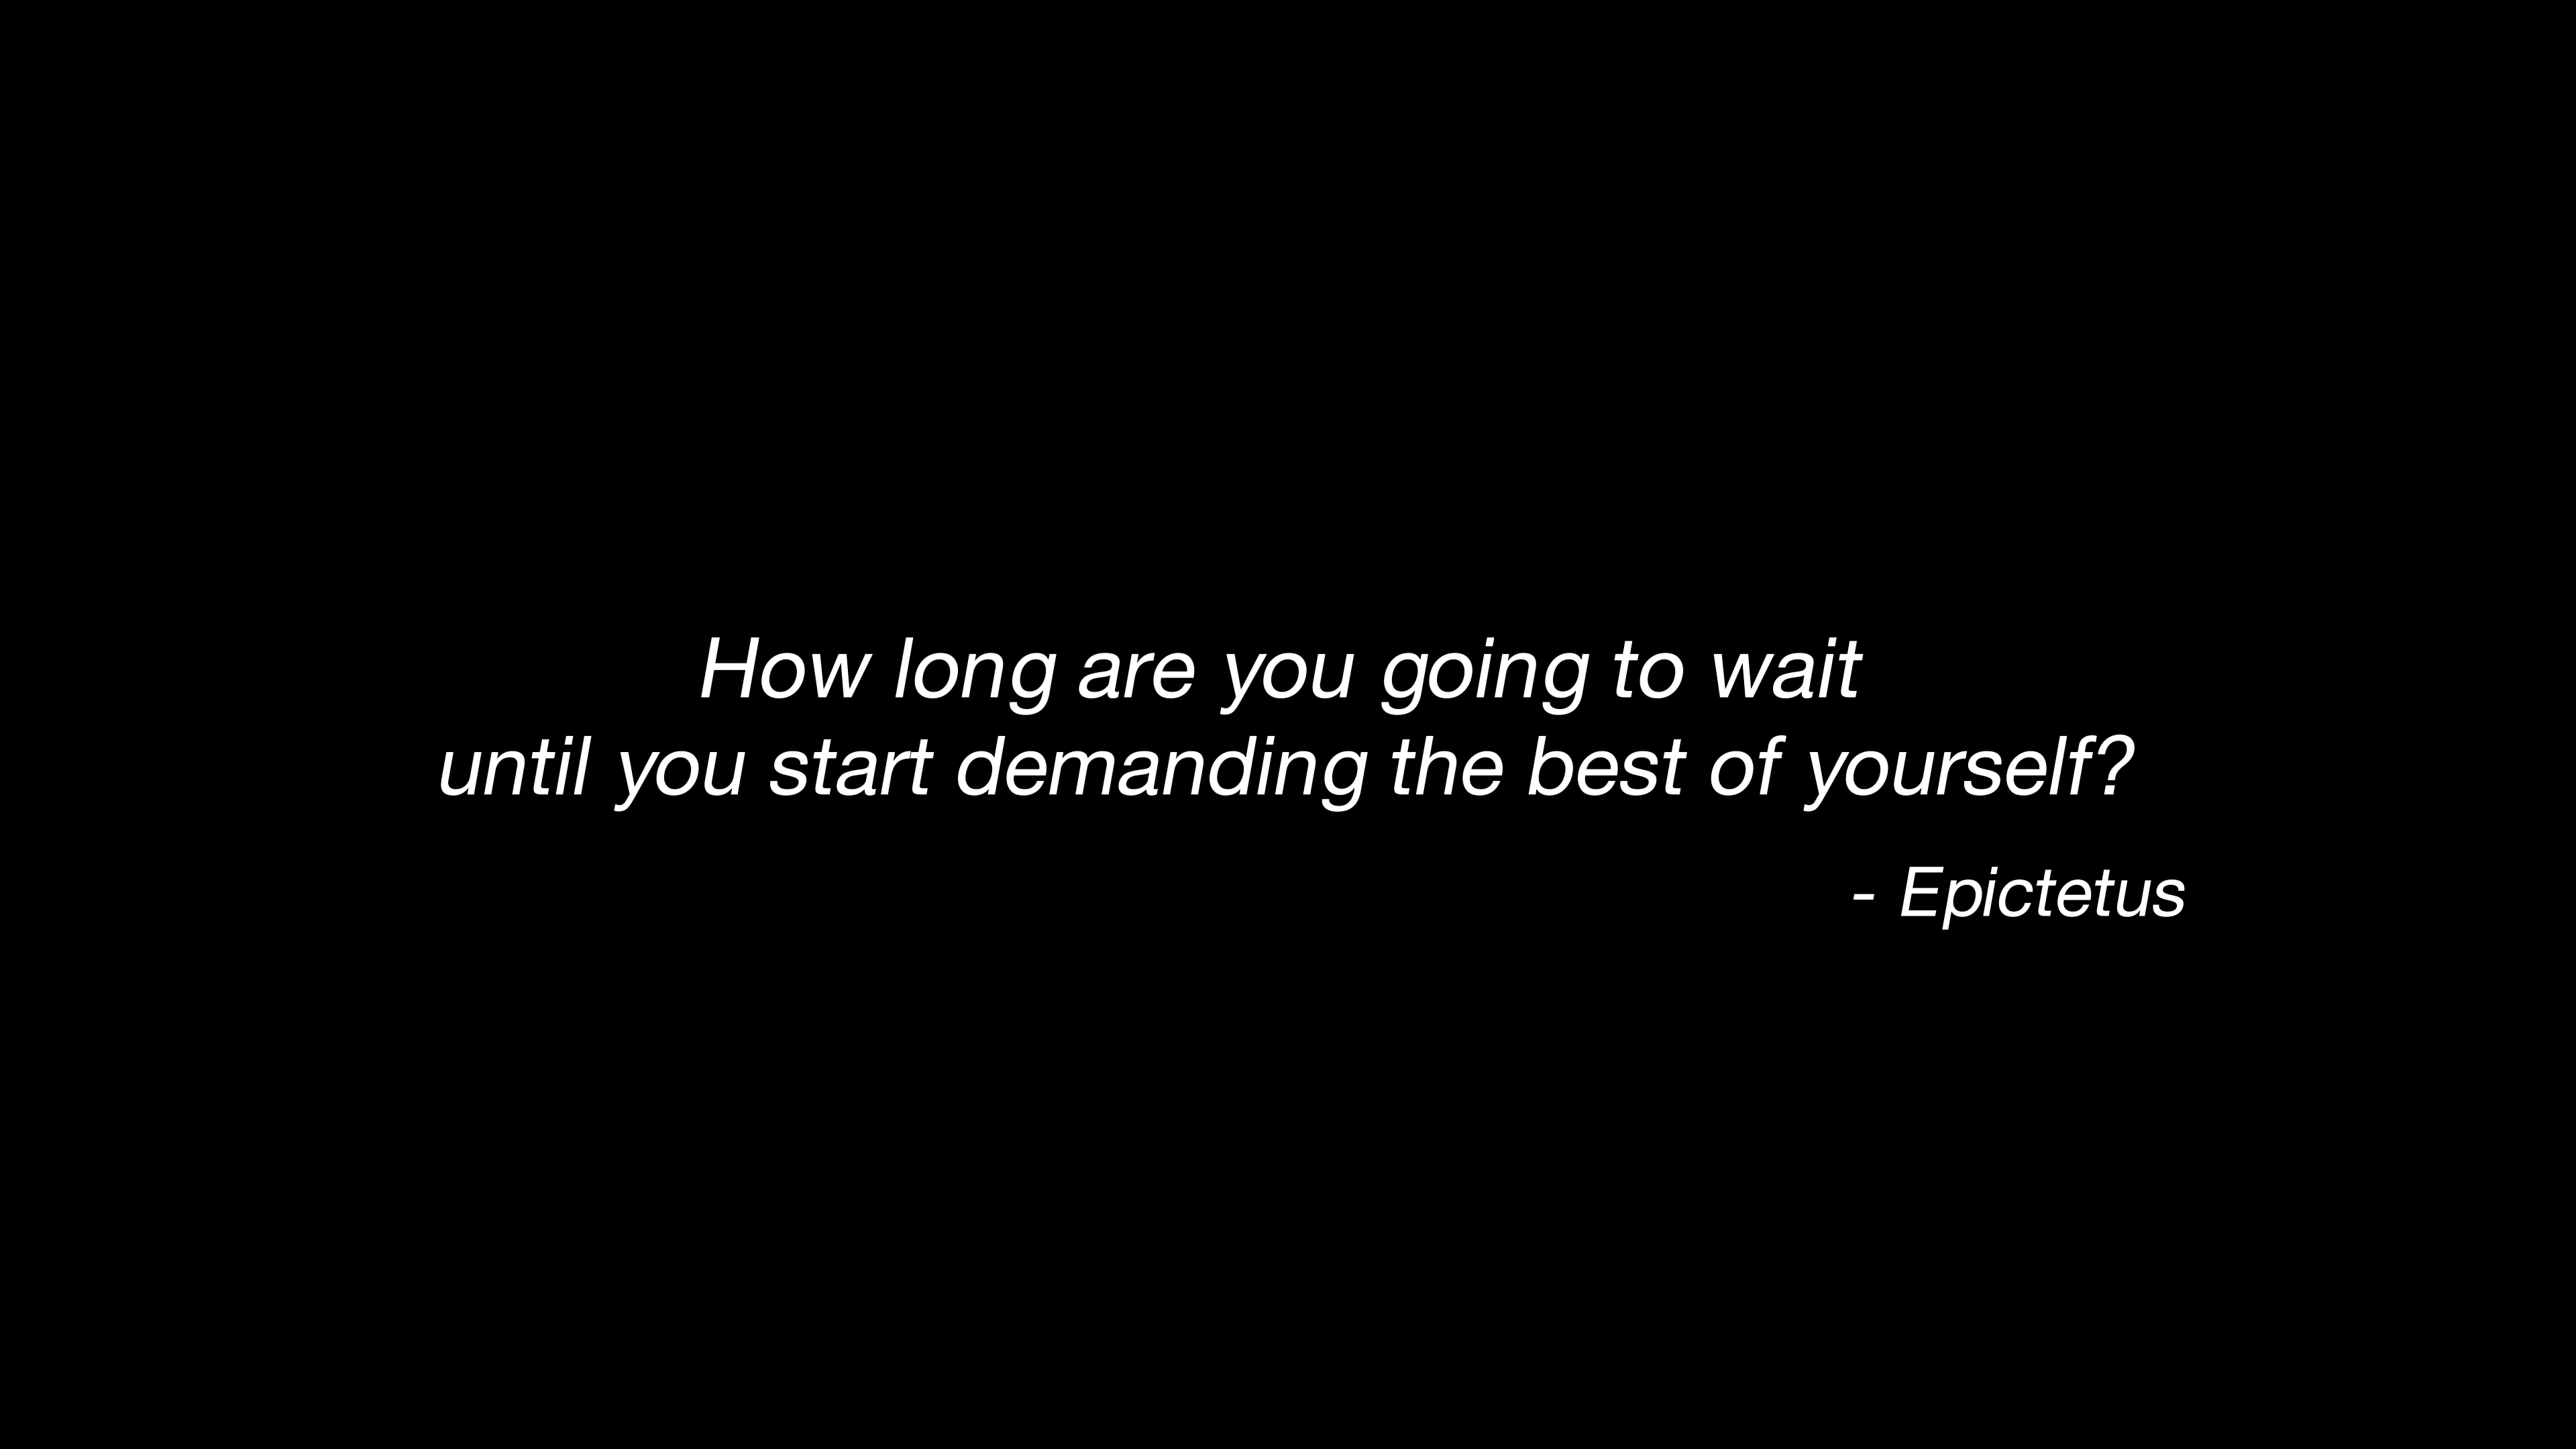 How long are you going to wait
until you start demanding the best of yourself?
- Epictetus